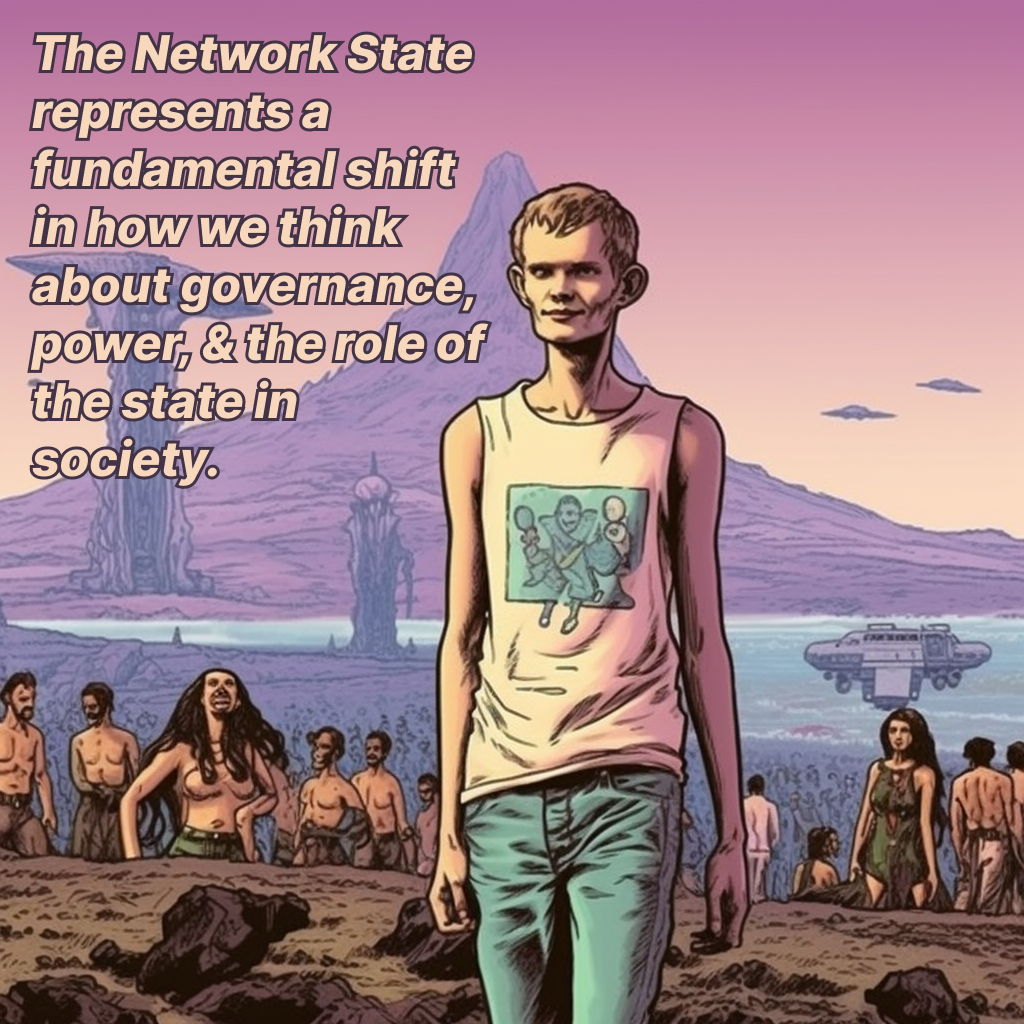 The Network State
represents a
fundamental shift
in how we think
about governance,
power, & the role of
the state in
society.